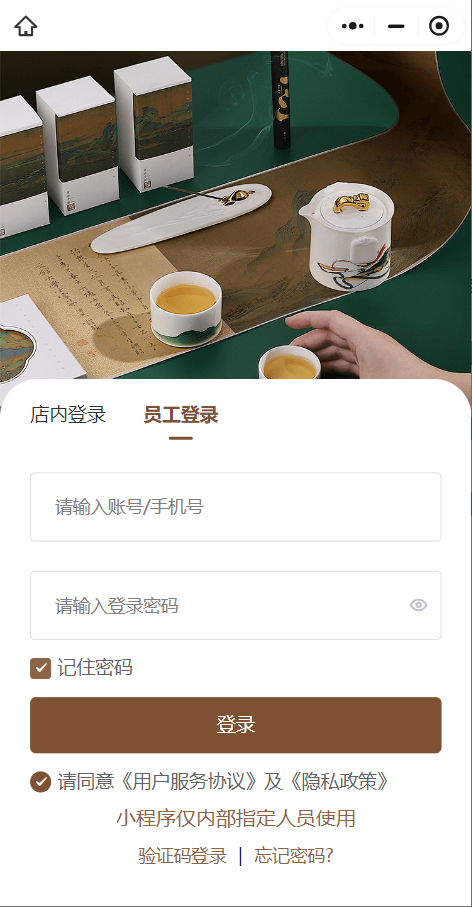 店内登录 员工登录
请输入账号/手机号
请输入登录密码
记住密码
登录
请同意《用户服务协议》及《隐私政策》
小程序仅内部指定人员使用
验证码登录 | 忘记密码?